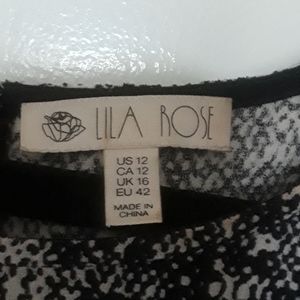 LILA ROSE
US 12
CA 12
UK 16
EU 42
MADE IN
CHINA